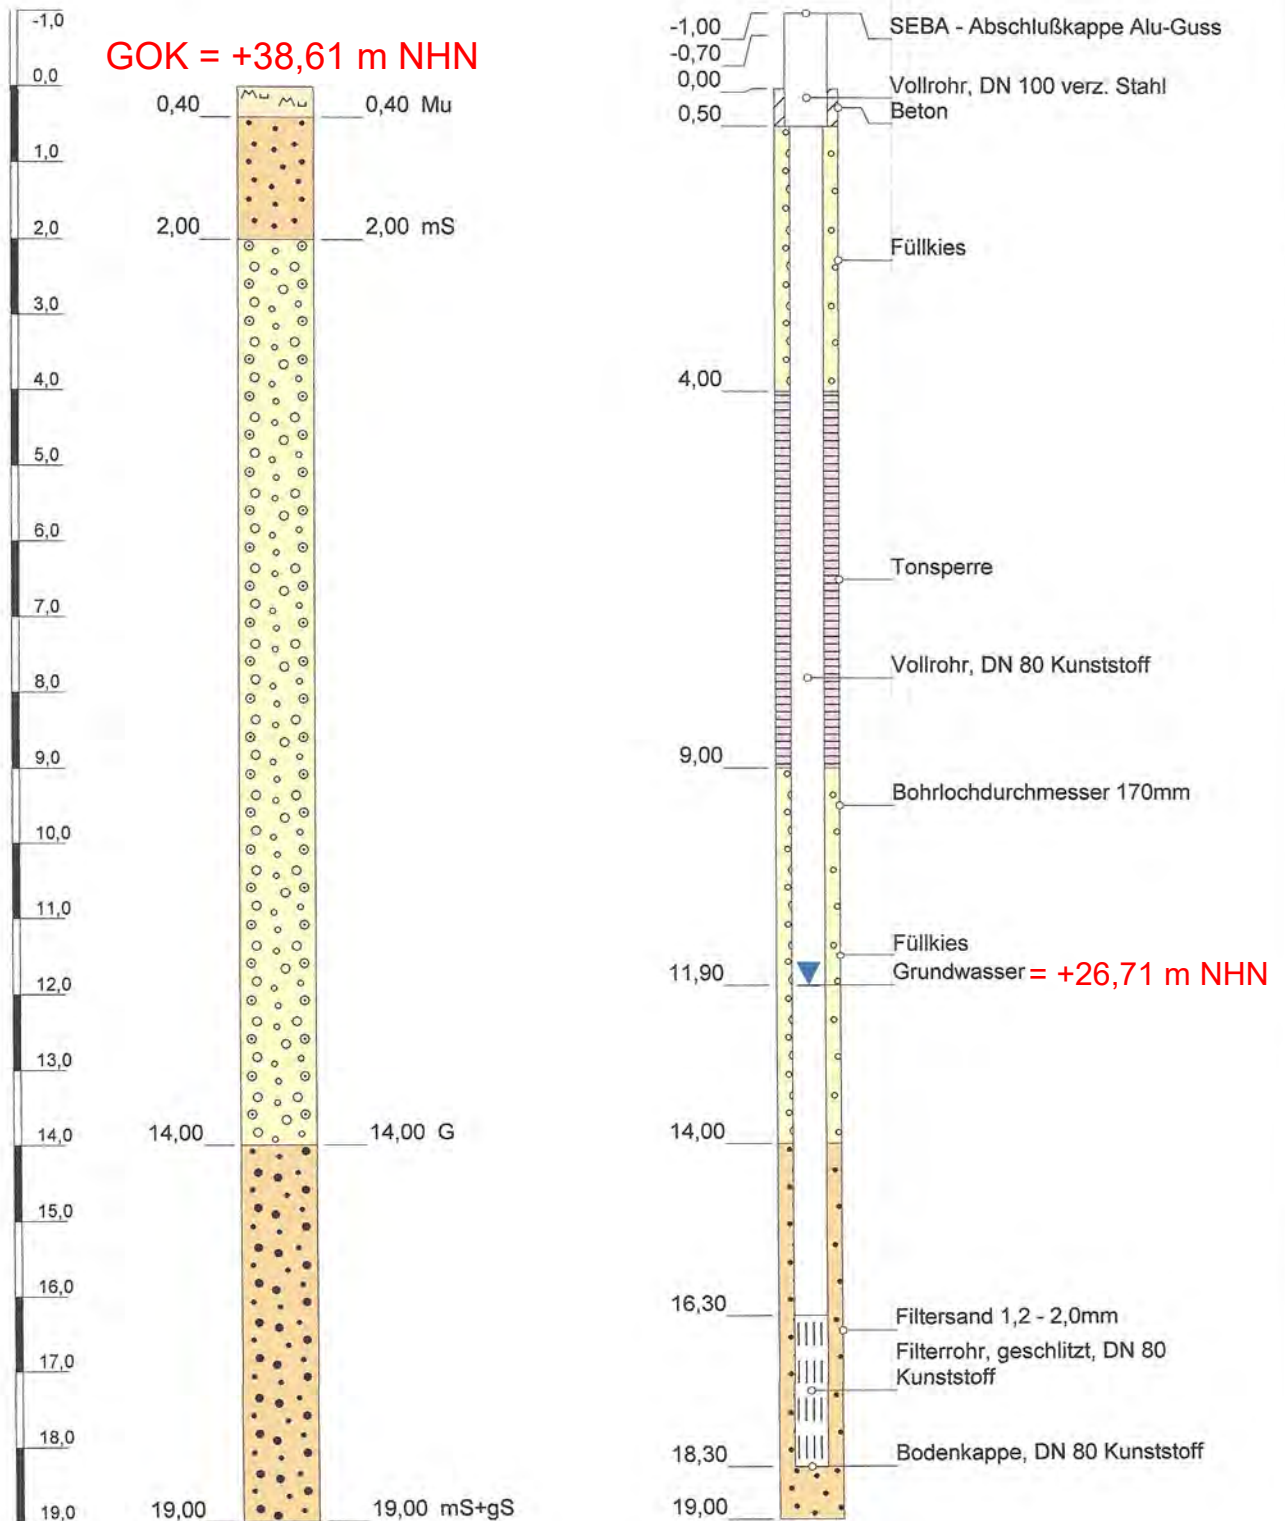 -1,0
GOK = +38,61 m NHN
0,0
1,0
2,0
3,0
4,0
5,0
6,0
7,0
8,0
9,0
10,0
11,0
12,0
13,0
14,0
15,0
16,0
17,0
18,0
19,0
0,40
0,40 Mu
2,00
2,00 mS
14,00
14,00 G
19,00
19,00 mS+gS
-1,00
-0,70
0,00
0,50
4,00
9,00
11,90
14,00
16,30
18,30
19,00
SEBA - Abschlußkappe Alu-Guss
Vollrohr, DN 100 verz. Stahl
Beton
Füllkies
Tonsperre
Vollrohr, DN 80 Kunststoff
Bohrlochdurchmesser 170mm
Füllkies
Grundwasser = +26,71 m NHN
Filtersand 1,2 - 2,0mm
Filterrohr, geschlitzt, DN 80
Kunststoff
Bodenkappe, DN 80 Kunststoff